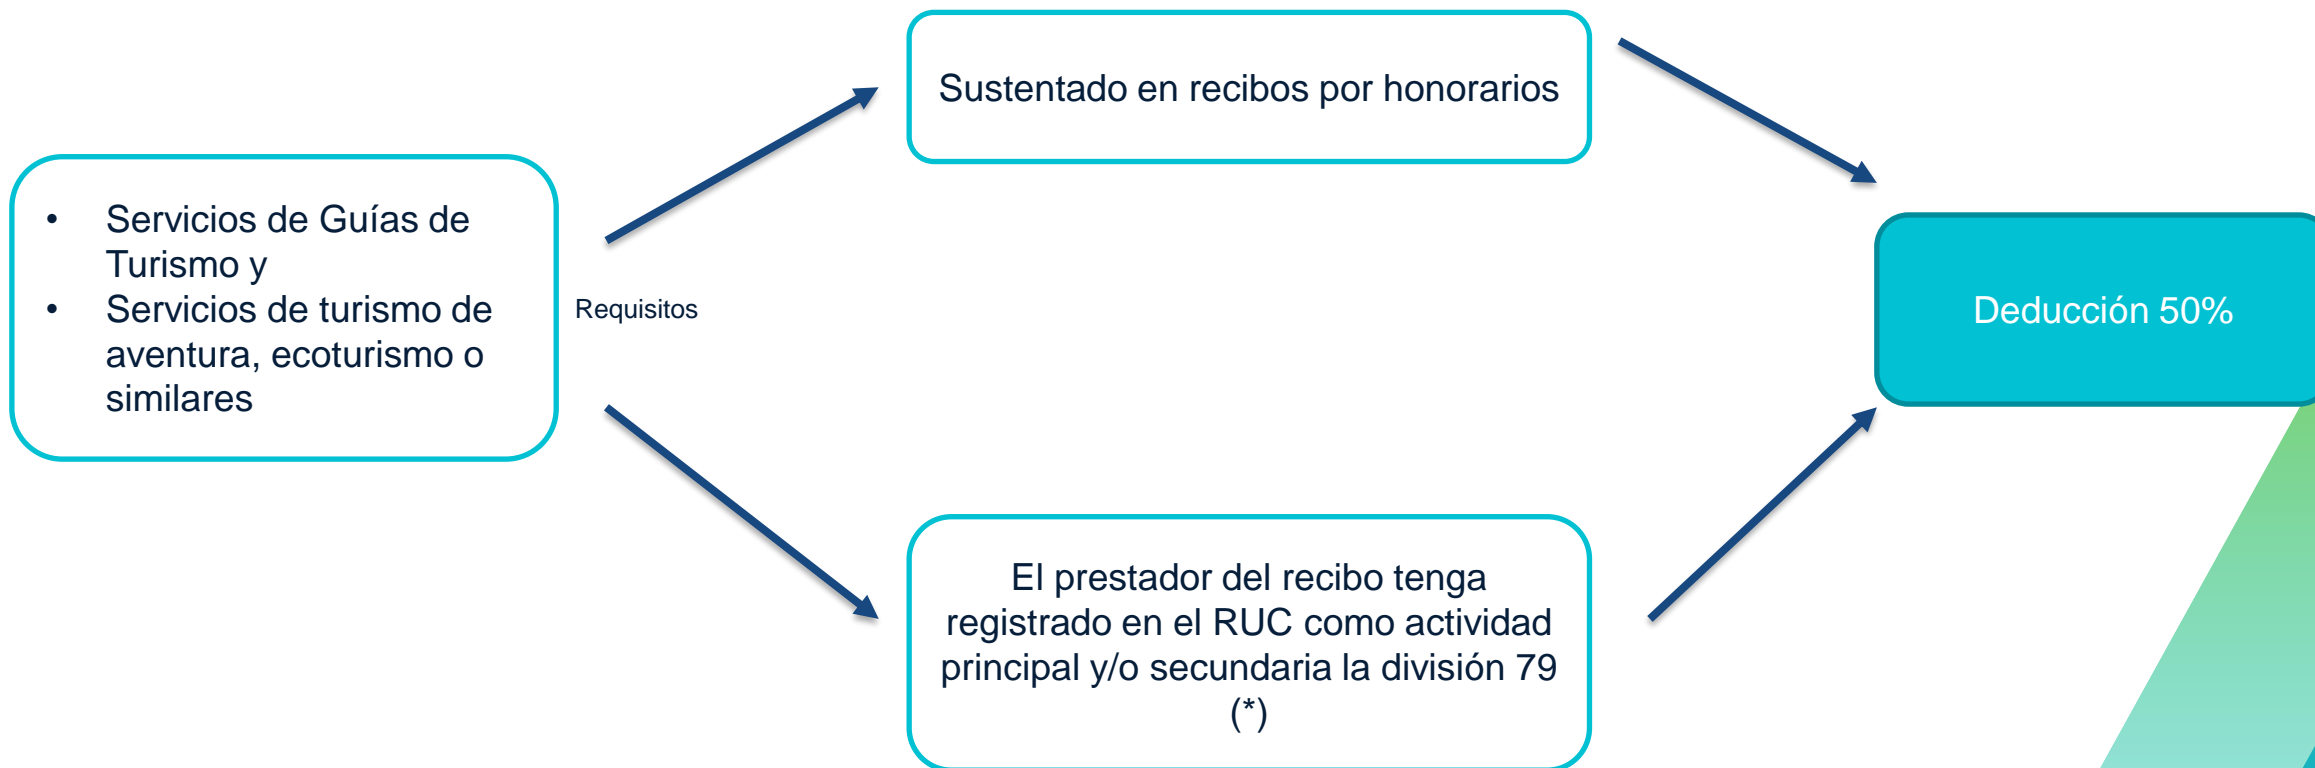 Sustentado en recibos por honorarios
• Servicios de Guías de
Turismo y
• Servicios de turismo de
aventura, ecoturismo o
similares
Requisitos
Deducción 50%
El prestador del recibo tenga
registrado en el RUC como actividad
principal y/o secundaria la división 79
(*)